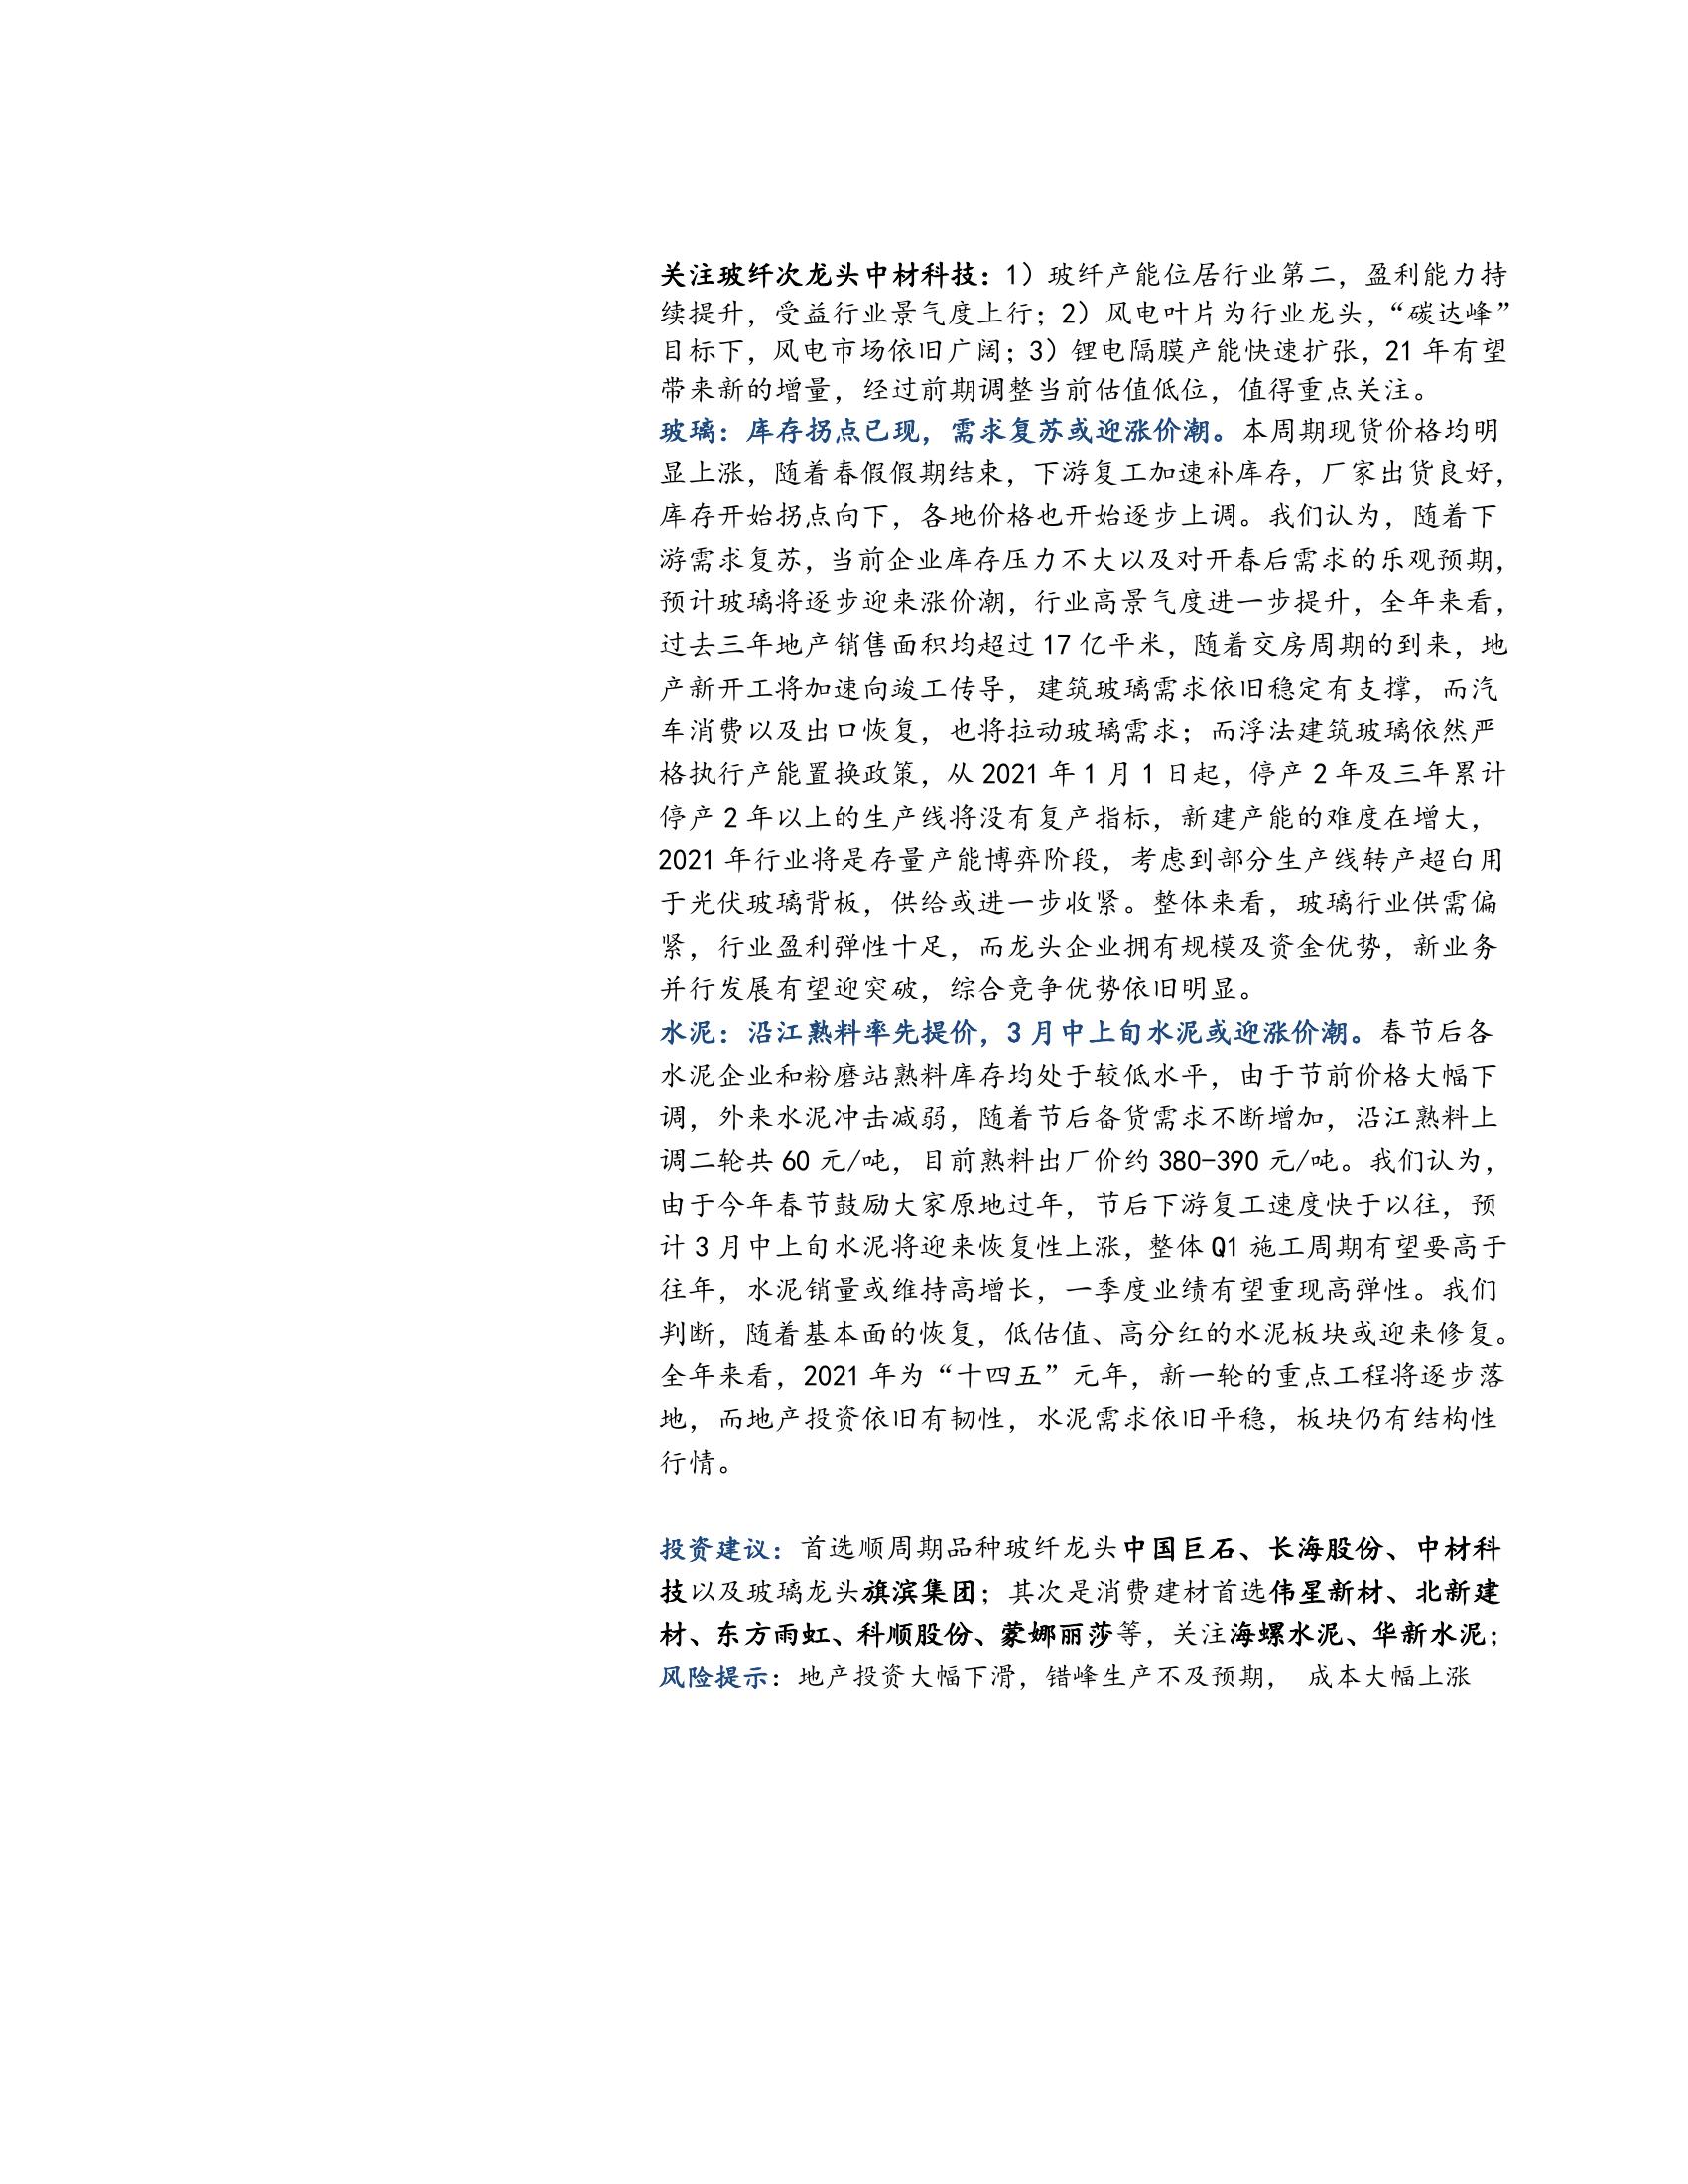 关注玻纤次龙头中材科技：1）玻纤产能位居行业第二，盈利能力持
续提升，受益行业景气度上行；2）风电叶片为行业龙头，“碳达峰”
目标下，风电市场依旧广阔；3）锂电隔膜产能快速扩张，21 年有望
带来新的增量，经过前期调整当前估值低位，值得重点关注。
玻璃：库存拐点已现，需求复苏或迎涨价潮。本周期现货价格均明
显上涨，随着春假假期结束，下游复工加速补库存，厂家出货良好，
库存开始拐点向下，各地价格也开始逐步上调。我们认为，随着下
游需求复苏，当前企业库存压力不大以及对开春后需求的乐观预期，
预计玻璃将逐步迎来涨价潮，行业高景气度进一步提升，全年来看，
过去三年地产销售面积均超过 17 亿平米，随着交房周期的到来，地
产新开工将加速向竣工传导，建筑玻璃需求依旧稳定有支撑，而汽
车消费以及出口恢复，也将拉动玻璃需求；而浮法建筑玻璃依然严
格执行产能置换政策，从 2021 年 1 月 1 日起，停产 2 年及三年累计
停产 2 年以上的生产线将没有复产指标，新建产能的难度在增大，
2021 年行业将是存量产能博弈阶段，考虑到部分生产线转产超白用
于光伏玻璃背板，供给或进一步收紧。整体来看，玻璃行业供需偏
紧，行业盈利弹性十足，而龙头企业拥有规模及资金优势，新业务
并行发展有望迎突破，综合竞争优势依旧明显。
水泥：沿江熟料率先提价，3 月中上旬水泥或迎涨价潮。春节后各
水泥企业和粉磨站熟料库存均处于较低水平，由于节前价格大幅下
调，外来水泥冲击减弱，随着节后备货需求不断增加，沿江熟料上
调二轮共 60 元/吨，目前熟料出厂价约 380-390 元/吨。我们认为，
由于今年春节鼓励大家原地过年，节后下游复工速度快于以往，预
计 3 月中上旬水泥将迎来恢复性上涨，整体 Q1 施工周期有望要高于
往年，水泥销量或维持高增长，一季度业绩有望重现高弹性。我们
判断，随着基本面的恢复，低估值、高分红的水泥板块或迎来修复。
全年来看，2021 年为“十四五”元年，新一轮的重点工程将逐步落
地，而地产投资依旧有韧性，水泥需求依旧平稳，板块仍有结构性
行情。
投资建议：首选顺周期品种玻纤龙头中国巨石、长海股份、中材科
技以及玻璃龙头旗滨集团；其次是消费建材首选伟星新材、北新建
材、东方雨虹、科顺股份、蒙娜丽莎等，关注海螺水泥、华新水泥；
风险提示：地产投资大幅下滑，错峰生产不及预期， 成本大幅上涨